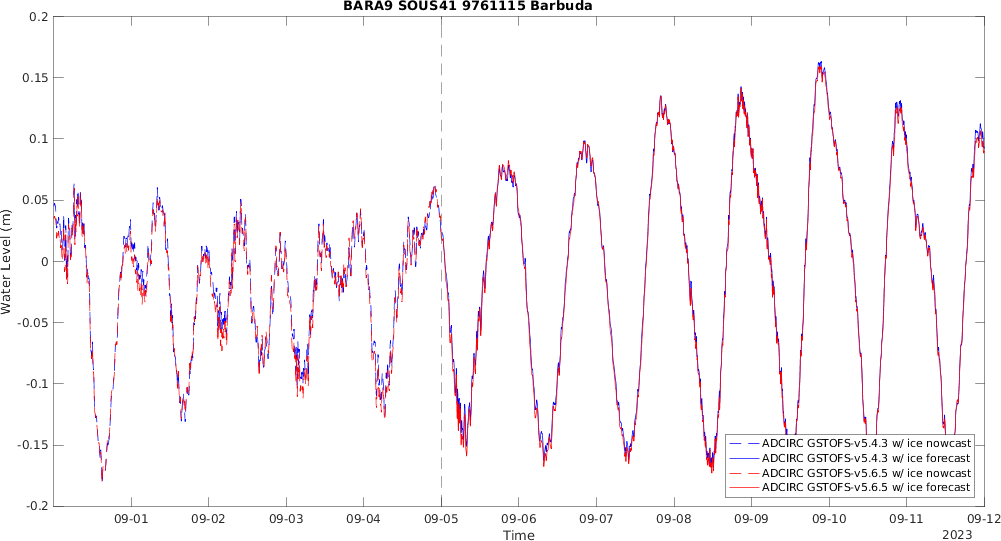 BARA9 SOUS41 9761115 Barbuda
0.2
0.15
0.1
0.05
0
-0.05
-0.1
-0.15
-0.2
Water Level (m)
ADCIRC GSTOFS-v5.4.3 w/ ice nowcast
ADCIRC GSTOFS-v5.4.3 w/ ice forecast
ADCIRC GSTOFS-v5.6.5 w/ ice nowcast
ADCIRC GSTOFS-v5.6.5 w/ ice forecast
09-01 09-02 09-03 09-04 09-05 09-06 09-07 09-08 09-09 09-10 09-11 09-12
Time
2023